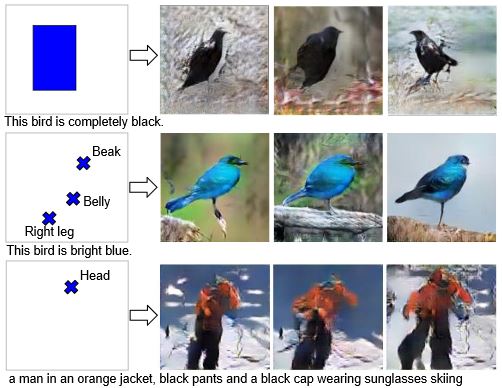 This bird is completely black.
Beak
Belly
Right leg
This bird is bright blue.
Head
a man in an orange jacket, black pants and a black cap wearing sunglasses skiing